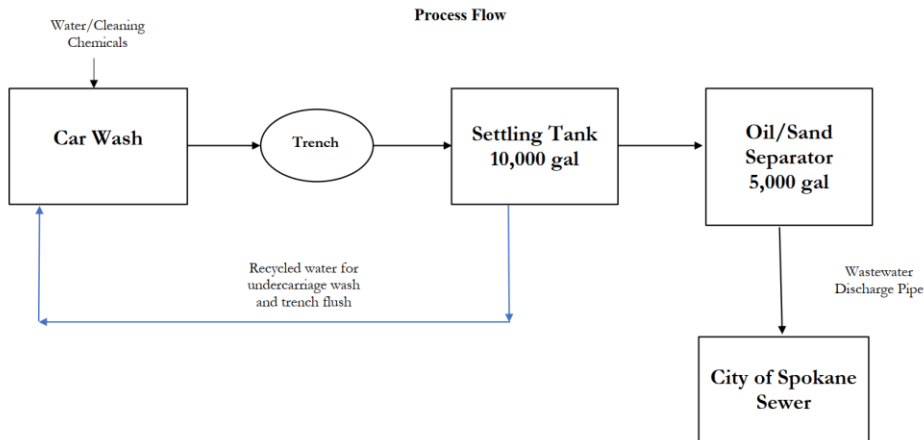 Process Flow
Water/Cleaning
Chemicals
Car Wash
Trench
Settling Tank
10,000 gal
Oil/Sand
Separator
5,000 gal
Recycled water for
undercarriage wash
and trench flush
Wastewater
Discharge Pipe
City of Spokane
Sewer